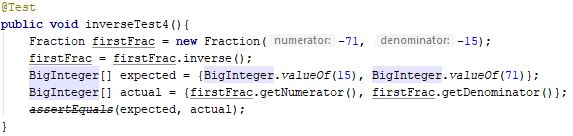 @Test
public void inverseTest4(){
Fraction firstFrac = new Fraction( numerator: -71, denominator: -15);
firstFrac = firstFrac.inverse();
BigInteger[] expected = {BigInteger.valueOf(15), BigInteger.valueOf(71)};
BigInteger[] actual = {firstFrac.getNumerator(), firstFrac.getDenominator()};
assertEquals(expected, actual);
}